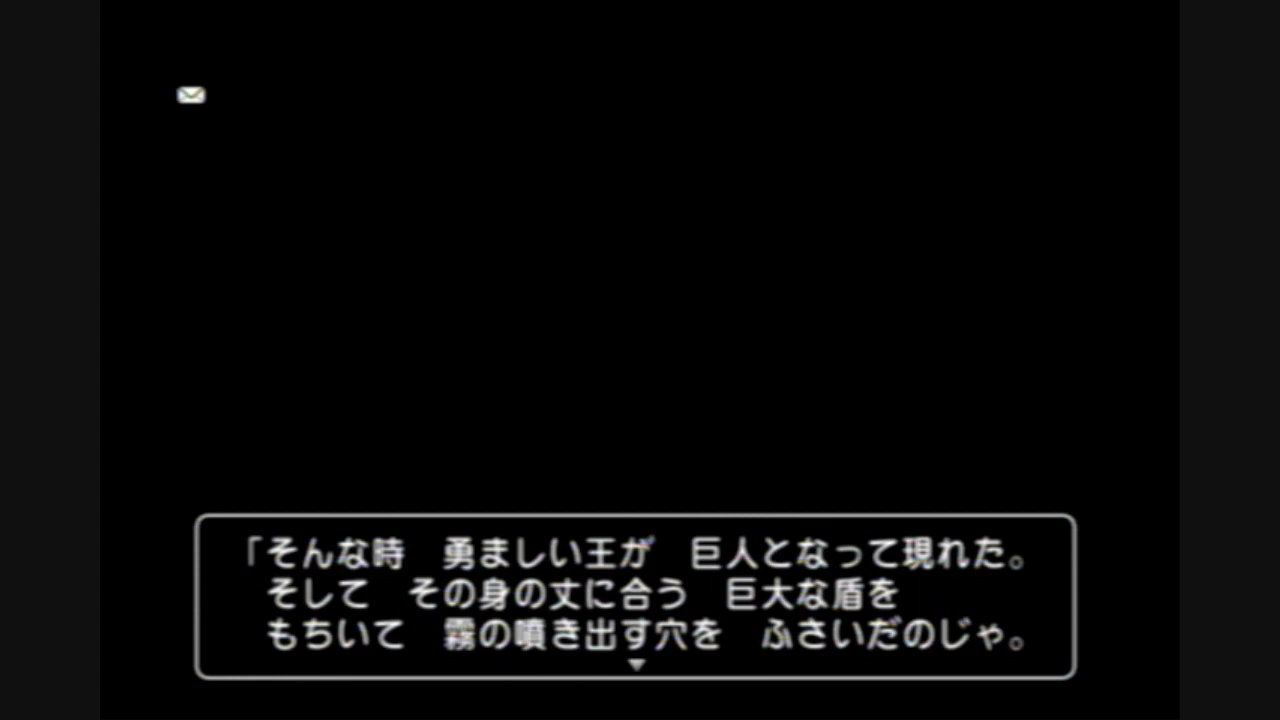 「そんな時　勇ましい王が　巨人となって現れた。
そして　その身の丈に合う　巨大な盾を
もちいて　霧の噴き出す穴を　ふさいだのじゃ。